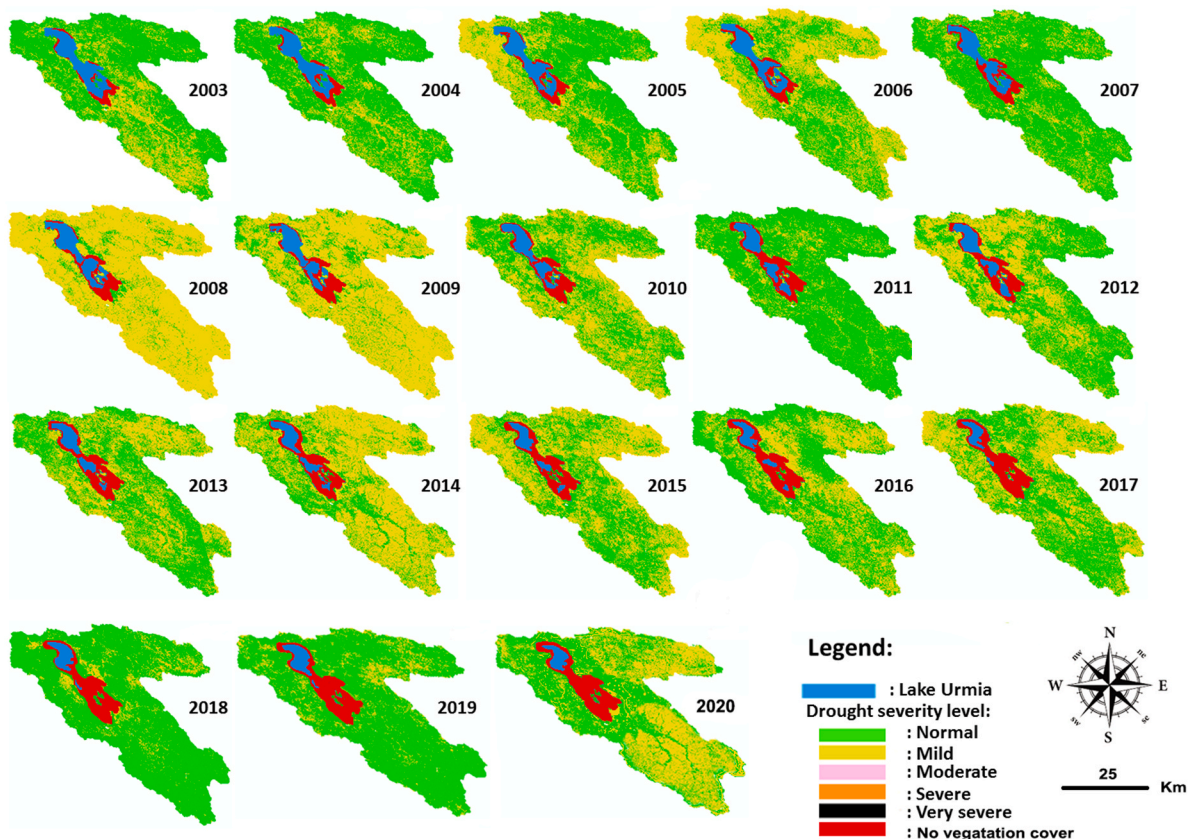 2003
2004
2005
2006
2007
2008
2009
2010
2011
2012
2013
2014
2015
2016
2017
2018
2019
2020
Legend:
: Lake Urmia
Drought severity level:
: Normal
: Mild
: Moderate
: Severe
: Very severe
: No vegatation cover
N
nw
ne
W
E
sw
se
S
25
Km